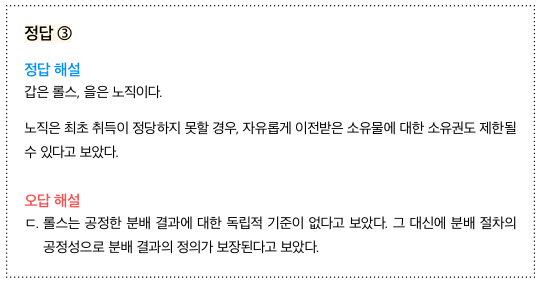 정답 ③
정답 해설
갑은 롤스, 을은 노직이다.
노직은 최초 취득이 정당하지 못할 경우, 자유롭게 이전받은 소유물에 대한 소유권도 제한될
수 있다고 보았다.
오답 해설
ㄷ. 롤스는 공정한 분배 결과에 대한 독립적 기준이 없다고 보았다. 그 대신에 분배 절차의
공정성으로 분배 결과의 정의가 보장된다고 보았다.